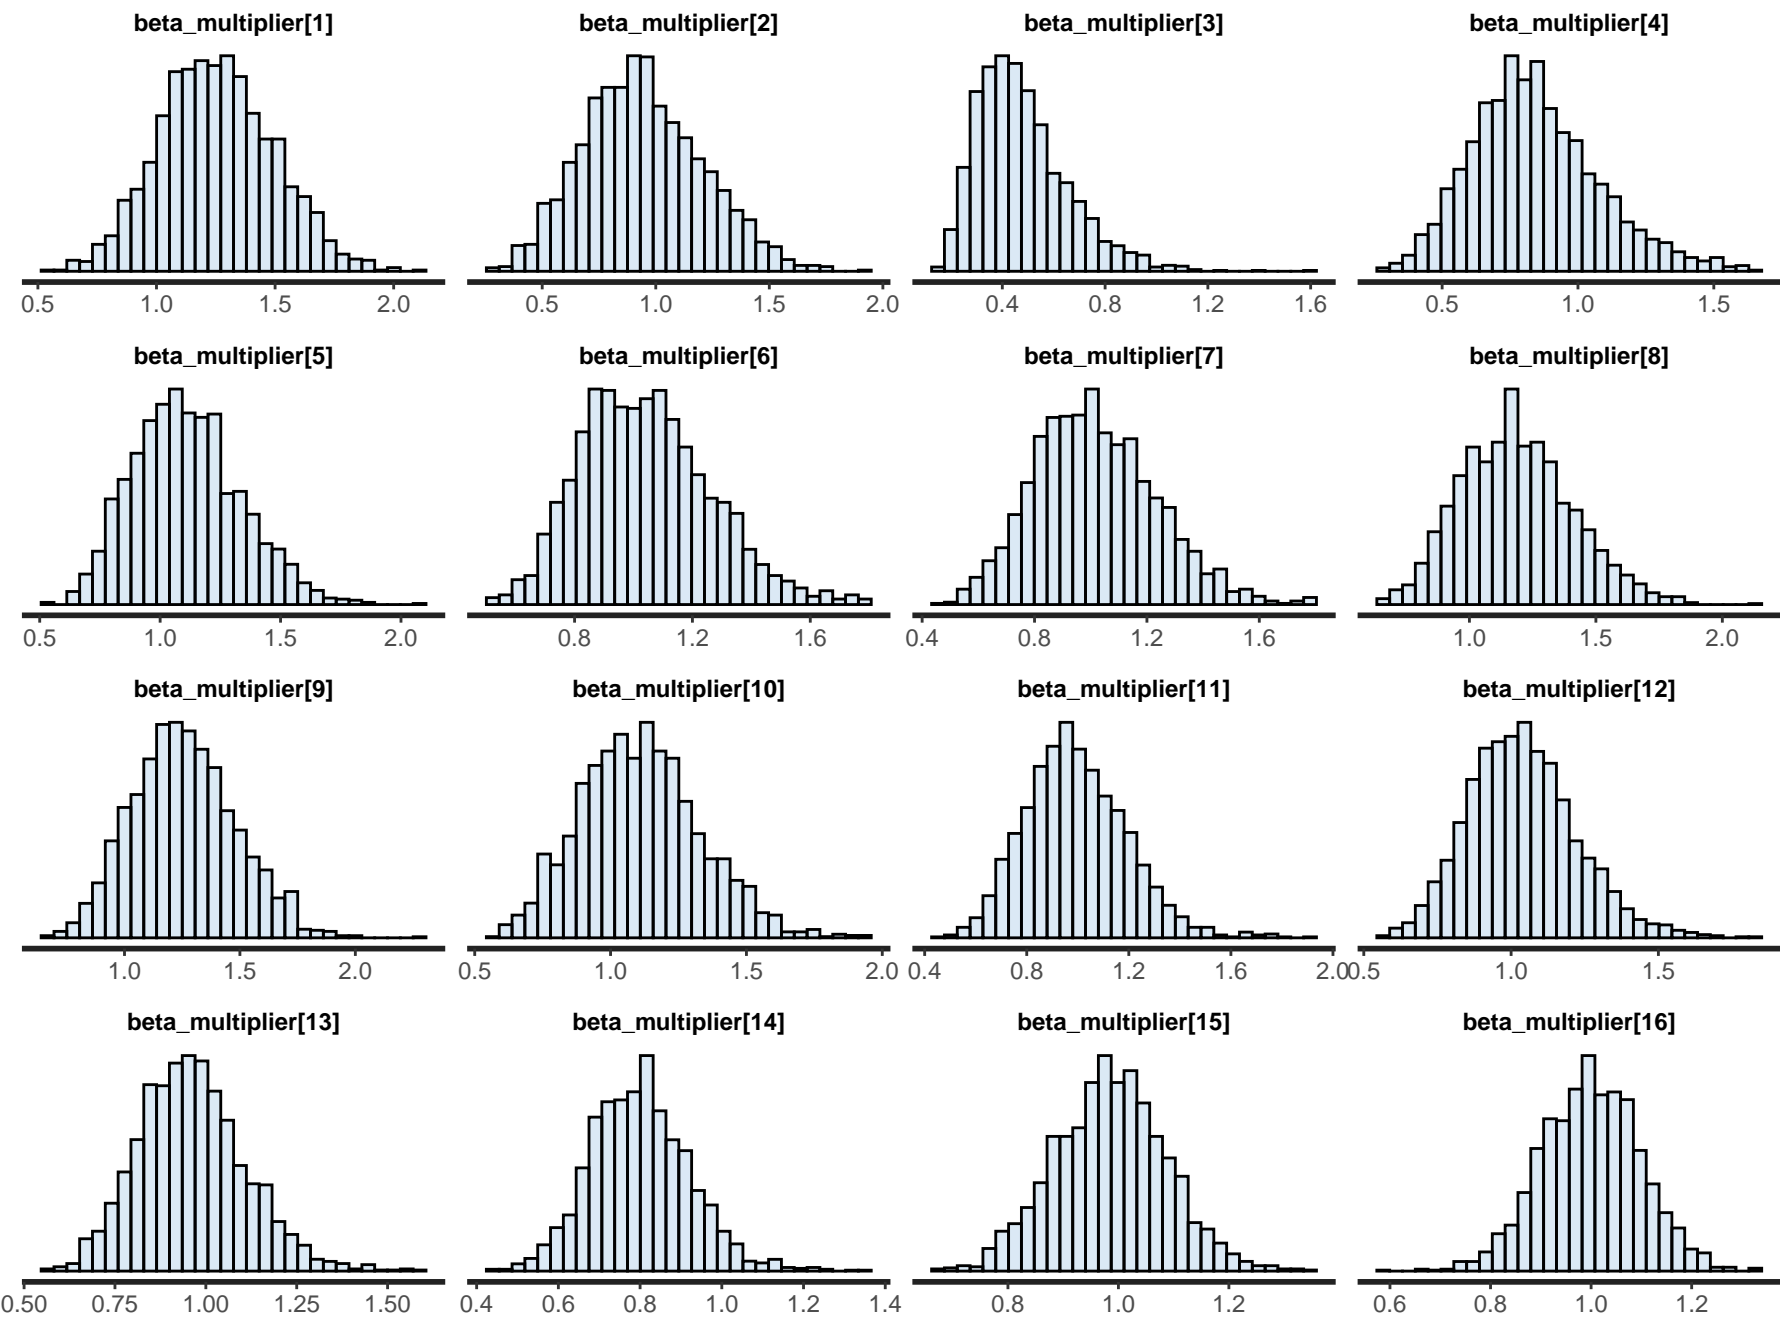 beta_multiplier[1] beta_multiplier[2] beta_multiplier[3] beta_multiplier[4]
0.5 1.0 1.5 2.0 0.5 1.0 1.5 2.0 0.4 0.8 1.2 1.6 0.5 1.0 1.5
beta_multiplier[5] beta_multiplier[6] beta_multiplier[7] beta_multiplier[8]
0.5 1.0 1.5 2.0 0.8 1.2 1.6 0.4 0.8 1.2 1.6 1.0 1.5 2.0
beta_multiplier[9] beta_multiplier[10] beta_multiplier[11] beta_multiplier[12]
1.0 1.5 2.0 0.5 1.0 1.5 2.0 0.4 0.8 1.2 1.6 2.0 0.5 1.0 1.5
beta_multiplier[13] beta_multiplier[14] beta_multiplier[15] beta_multiplier[16]
0.50 0.75 1.00 1.25 1.50 0.4 0.6 0.8 1.0 1.2 1.4 0.8 1.0 1.2 0.6 0.8 1.0 1.2